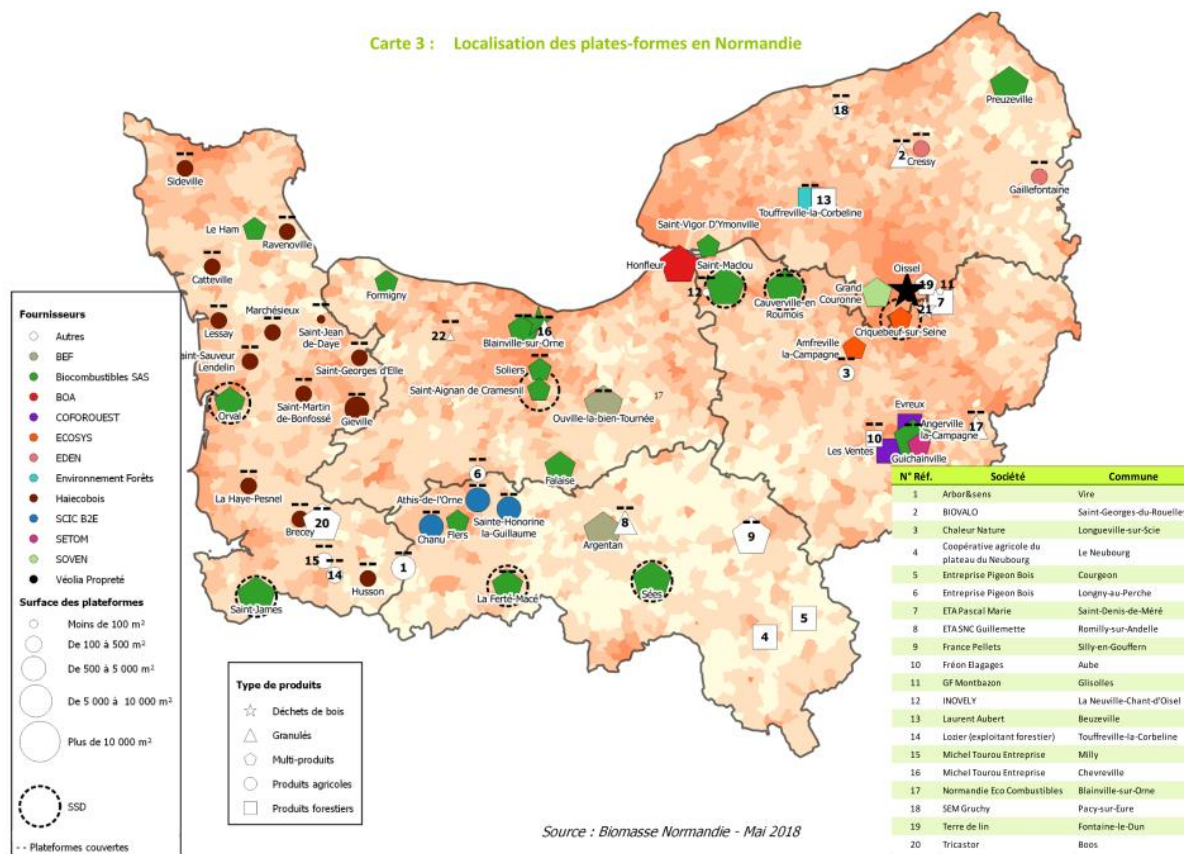 Carte 3 : Localisation des plates-formes en Normandie
18
Preuzeville
2
Cressy
Gaillefontaine
Sideville
13
Touffreville-la-Corbeline
Le Ham
Ravenoville
Saint-Vigor D'Ymonville
Honfleur
Saint-Maclou
Catteville
Formigny
12
Cauverville-en
Roumois
Grand
Couronne
Oissel
19
11
7
21
Criquebeuf-sur-Seine
Lessay
Marchésieux
Saint-Jean
de-Daye
22
16
Blainville-sur-Orne
Amfreville
la-Campagne
3
Saint-Sauveur
Lendelin
Saint-Georges d'Elle
Soliers
Saint-Aignan de Cramesnil
Orval
Saint-Martin
de-Bonfossé
Gieville
Ouville-la-bien-Tournée
17
Evreux
Angerville
la-Campagne
17
10
Les Ventes
Guichainville
La Haye-Pesnel
6
Falaise
Athis-de-l'Orne
Brecey
20
Chanu
Flers
Sainte-Honorine
la-Guillaume
Argentan
8
9
15
14
Husson
1
Saint-James
La Ferté-Macé
Sées
5
4
Fournisseurs
Autres
BEF
Biocombustibles SAS
BOA
COFOROUEST
ECOSYS
EDEN
Environnement Forêts
Haiecobois
SCIC B2E
SETOM
SOVEN
Véolia Propreté
Surface des plateformes
Moins de 100 m²
De 100 à 500 m²
De 500 à 5 000 m²
De 5 000 à 10 000 m²
Plus de 10 000 m²
SSD
-- Plateformes couvertes
Type de produits
Déchets de bois
Granulés
Multi-produits
Produits agricoles
Produits forestiers
Source : Biomasse Normandie - Mai 2018
N° Réf. Société Commune
1 Arbor&sens Vire
2 BIOVALO Saint-Georges-du-Rouelley
3 Chaleur Nature Longueville-sur-Scie
4 Coopérative agricole du plateau du Neubourg Le Neubourg
5 Entreprise Pigeon Bois Courgeon
6 Entreprise Pigeon Bois Longny-au-Perche
7 ETA Pascal Marie Saint-Denis-de-Méré
8 ETA SNC Guillemette Romilly-sur-Andelle
9 France Pellets Silly-en-Gouffern
10 Fréon Elagages Aube
11 GF Montbazon Glisolles
12 INOVELY La Neuville-Chant-d'Oisel
13 Laurent Aubert Beuzeville
14 Lozier (exploitant forestier) Touffreville-la-Corbeline
15 Michel Tourou Entreprise Milly
16 Michel Tourou Entreprise Chevreville
17 Normandie Eco Combustibles Blainville-sur-Orne
18 SEM Gruchy Pacy-sur-Eure
19 Terre de lin Fontaine-le-Dun
20 Tricastor Boos